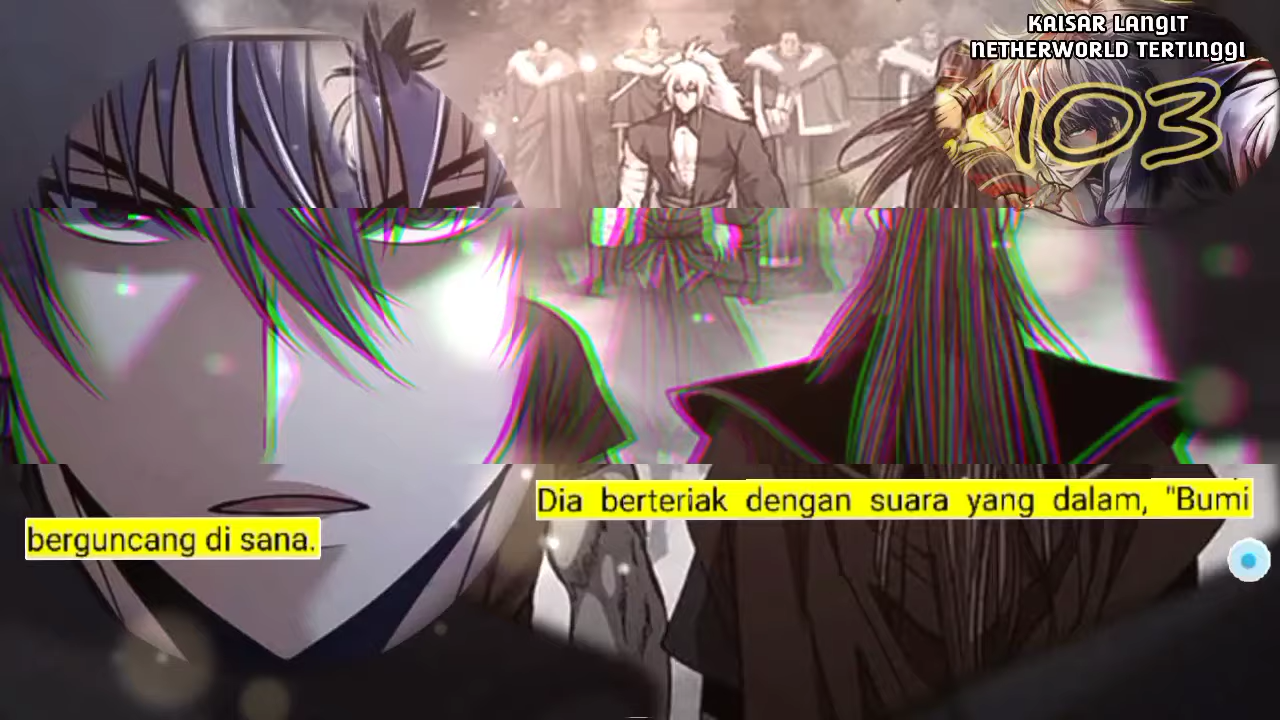 KAISAR LANGIT
NETHERWORLD TERTINGGI
103
Dia berteriak dengan suara yang dalam, "Bumi
berguncang di sana.